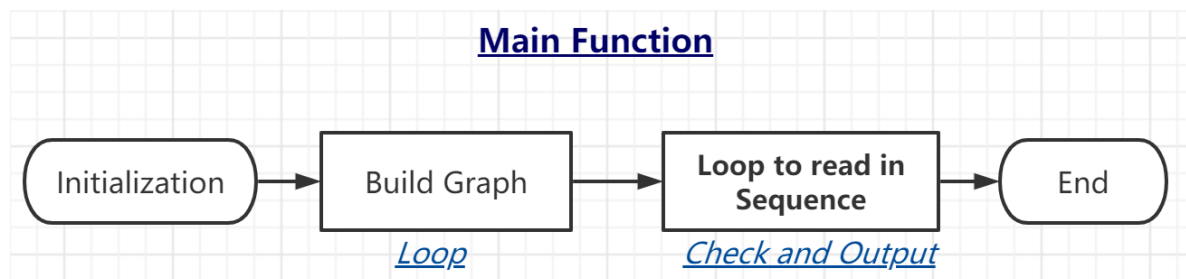 Main Function
Initialization
Build Graph
Loop to read in
Sequence
End
Loop
Check and Output